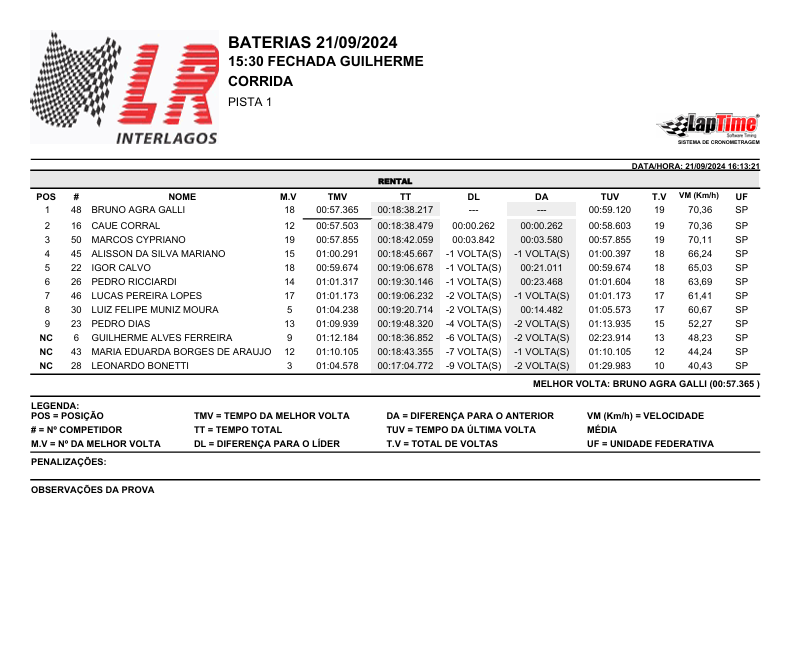 BATERIAS 21/09/2024
15:30 FECHADA GUILHERME
CORRIDA
PISTA 1
LR
INTERLAGOS
LapTime
Software Timing
SISTEMA DE CRONOMETRAGEM
DATA/HORA: 21/09/2024 16:13:21
RENTAL
POS # NOME M.V TMV TT DL DA TUV T.V VM (Km/h) UF
1 48 BRUNO AGRA GALLI 18 00:57.365 00:18:38.217 --- --- 00:59.120 19 70,36 SP
2 16 CAUE CORRAL 12 00:57.503 00:18:38.479 00:00.262 00:00.262 00:58.603 19 70,36 SP
3 50 MARCOS CYPRIANO 19 00:57.855 00:18:42.059 00:03.842 00:03.580 00:57.855 19 70,11 SP
4 45 ALISSON DA SILVA MARIANO 15 01:00.291 00:18:45.667 -1 VOLTA(S) -1 VOLTA(S) 01:00.397 18 66,24 SP
5 22 IGOR CALVO 18 00:59.674 00:19:06.678 -1 VOLTA(S) 00:21.011 00:59.674 18 65,03 SP
6 26 PEDRO RICCIARDI 14 01:01.317 00:19:30.146 -1 VOLTA(S) 00:23.468 01:01.604 18 63,69 SP
7 46 LUCAS PEREIRA LOPES 17 01:01.173 00:19:06.232 -2 VOLTA(S) -1 VOLTA(S) 01:01.173 17 61,41 SP
8 30 LUIZ FELIPE MUNIZ MOURA 5 01:04.238 00:19:20.714 -2 VOLTA(S) 00:14.482 01:05.573 17 60,67 SP
9 23 PEDRO DIAS 13 01:09.939 00:19:48.320 -4 VOLTA(S) -2 VOLTA(S) 01:13.935 15 52,27 SP
NC 6 GUILHERME ALVES FERREIRA 9 01:12.184 00:18:36.852 -6 VOLTA(S) -2 VOLTA(S) 02:23.914 13 48,23 SP
NC 43 MARIA EDUARDA BORGES DE ARAUJO 12 01:10.105 00:18:43.355 -7 VOLTA(S) -1 VOLTA(S) 01:10.105 12 44,24 SP
NC 28 LEONARDO BONETTI 3 01:04.578 00:17:04.772 -9 VOLTA(S) -2 VOLTA(S) 01:29.983 10 40,43 SP
MELHOR VOLTA: BRUNO AGRA GALLI (00:57.365 )
LEGENDA:
POS = POSIÇÃO TMV = TEMPO DA MELHOR VOLTA DA = DIFERENÇA PARA O ANTERIOR VM (Km/h) = VELOCIDADE
# = Nº COMPETIDOR TT = TEMPO TOTAL TUV = TEMPO DA ÚLTIMA VOLTA MÉDIA
M.V = Nº DA MELHOR VOLTA DL = DIFERENÇA PARA O LÍDER T.V = TOTAL DE VOLTAS UF = UNIDADE FEDERATIVA
PENALIZAÇÕES:
OBSERVAÇÕES DA PROVA